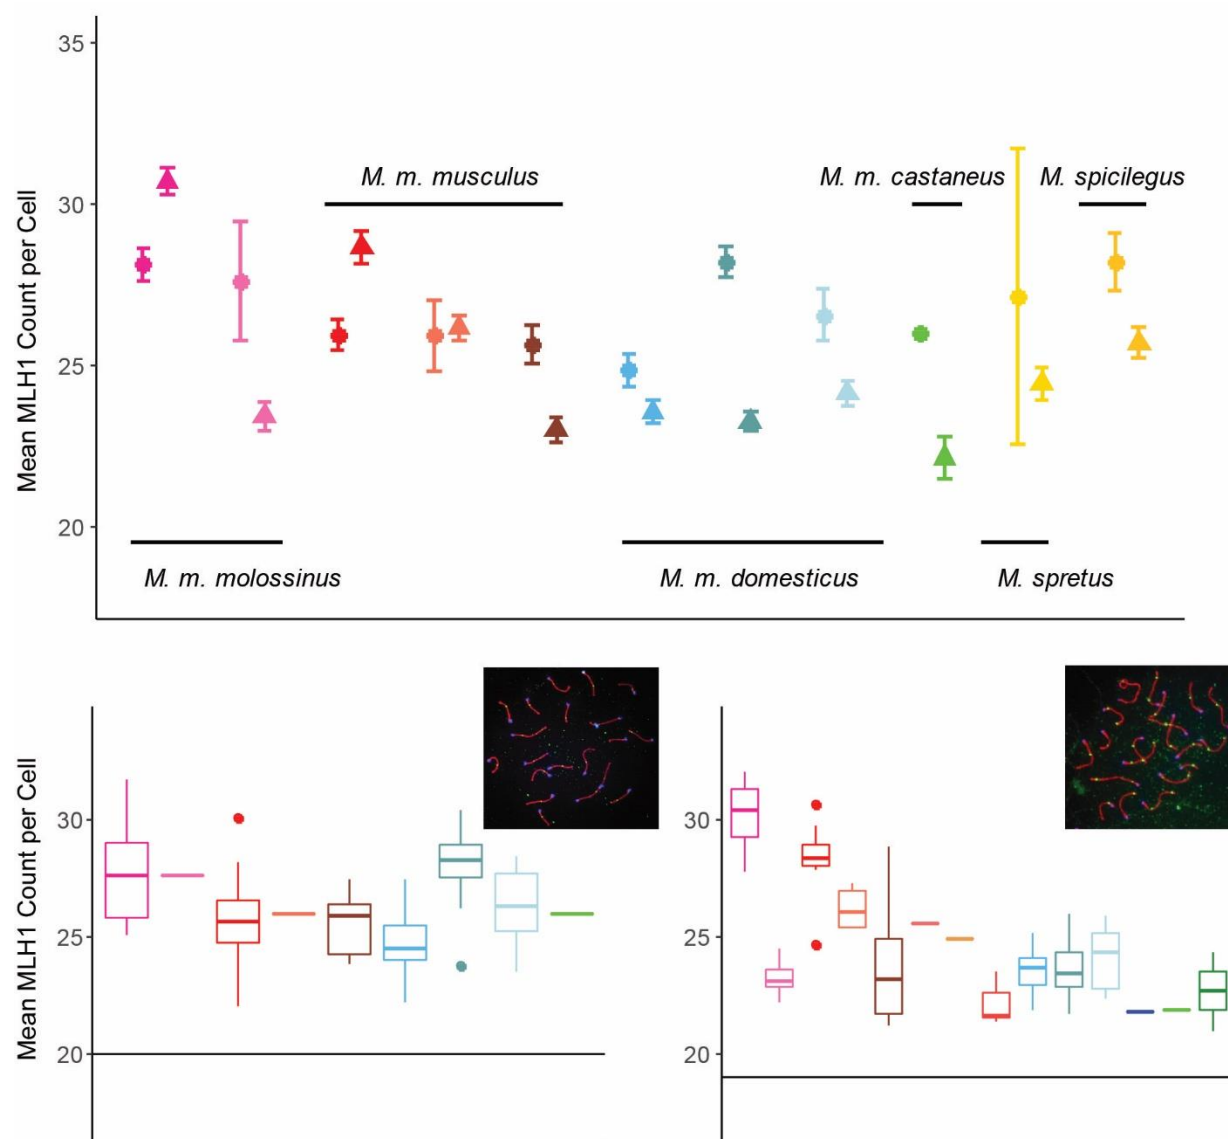 35
30
25
20
Mean MLH1 Count per Cell
M. m. musculus
M. m. castaneus
M. spicilegus
M. m. molossinus
M. m. domesticus
M. spretus
30
25
20
Mean MLH1 Count per Cell
30
25
20